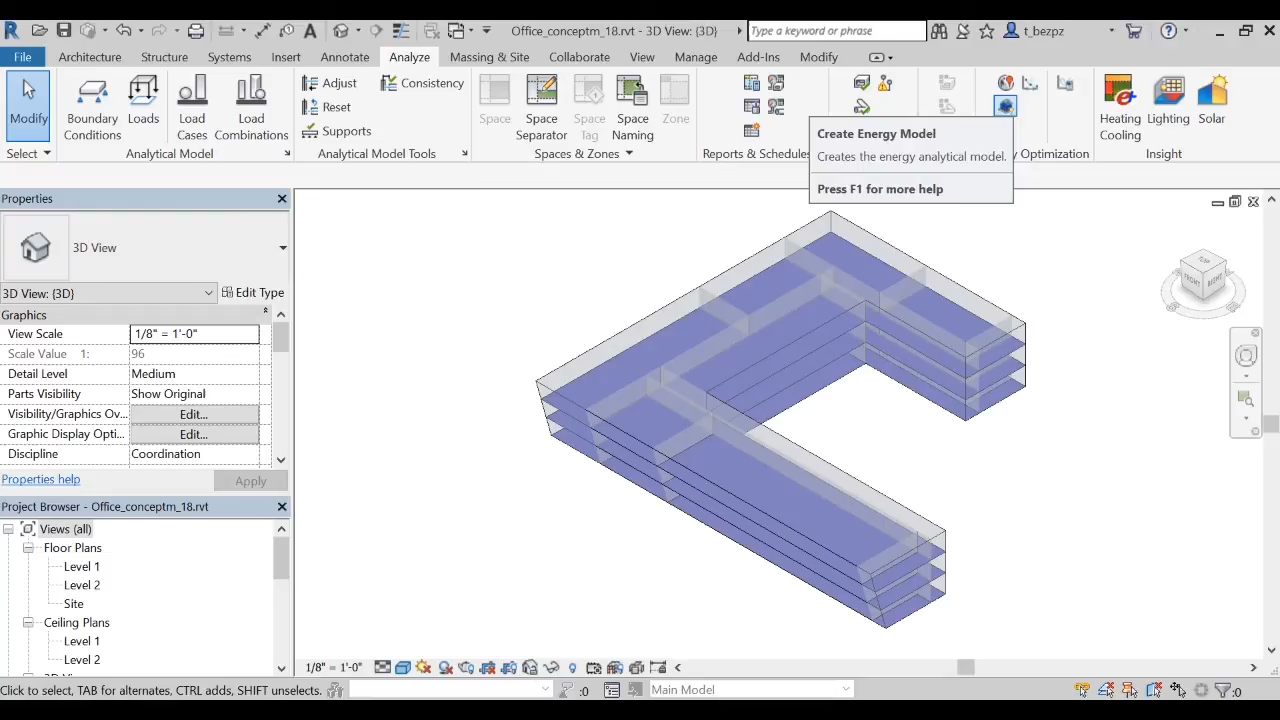 Office_conceptm_18.rvt - 3D View: {3D}
Type a keyword or phrase
t_bezpz
File
Architecture
Structure
Systems
Insert
Annotate
Analyze
Massing & Site
Collaborate
View
Manage
Add-Ins
Modify
Modify
Boundary Conditions
Loads
Load Cases
Load Combinations
Adjust
Reset
Supports
Consistency
Space
Space Separator
Space Tag
Space Naming
Zone
Heating Cooling
Lighting
Solar
Select
Analytical Model
Analytical Model Tools
Spaces & Zones
Reports & Schedules
Optimization
Insight
Create Energy Model
Creates the energy analytical model.
Press F1 for more help
Properties
3D View
3D View: {3D}
Edit Type
Graphics
View Scale
1/8" = 1'-0"
Scale Value 1:
96
Detail Level
Medium
Parts Visibility
Show Original
Visibility/Graphics Ov...
Edit...
Graphic Display Opti...
Edit...
Discipline
Coordination
Properties help
Apply
TOP
FRONT
RIGHT
Project Browser - Office_conceptm_18.rvt
Views (all)
Floor Plans
Level 1
Level 2
Site
Ceiling Plans
Level 1
Level 2
1/8" = 1'-0"
Click to select, TAB for alternates, CTRL adds, SHIFT unselects.
:0
Main Model
:0